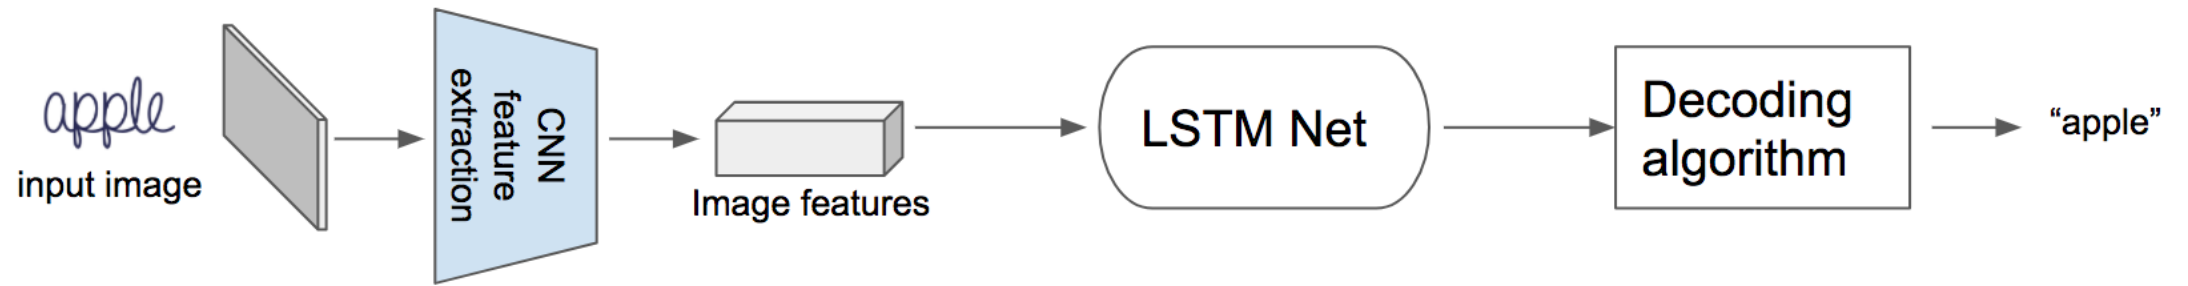 apple
input image
CNN
feature
extraction
Image features
LSTM Net
Decoding
algorithm
“apple”